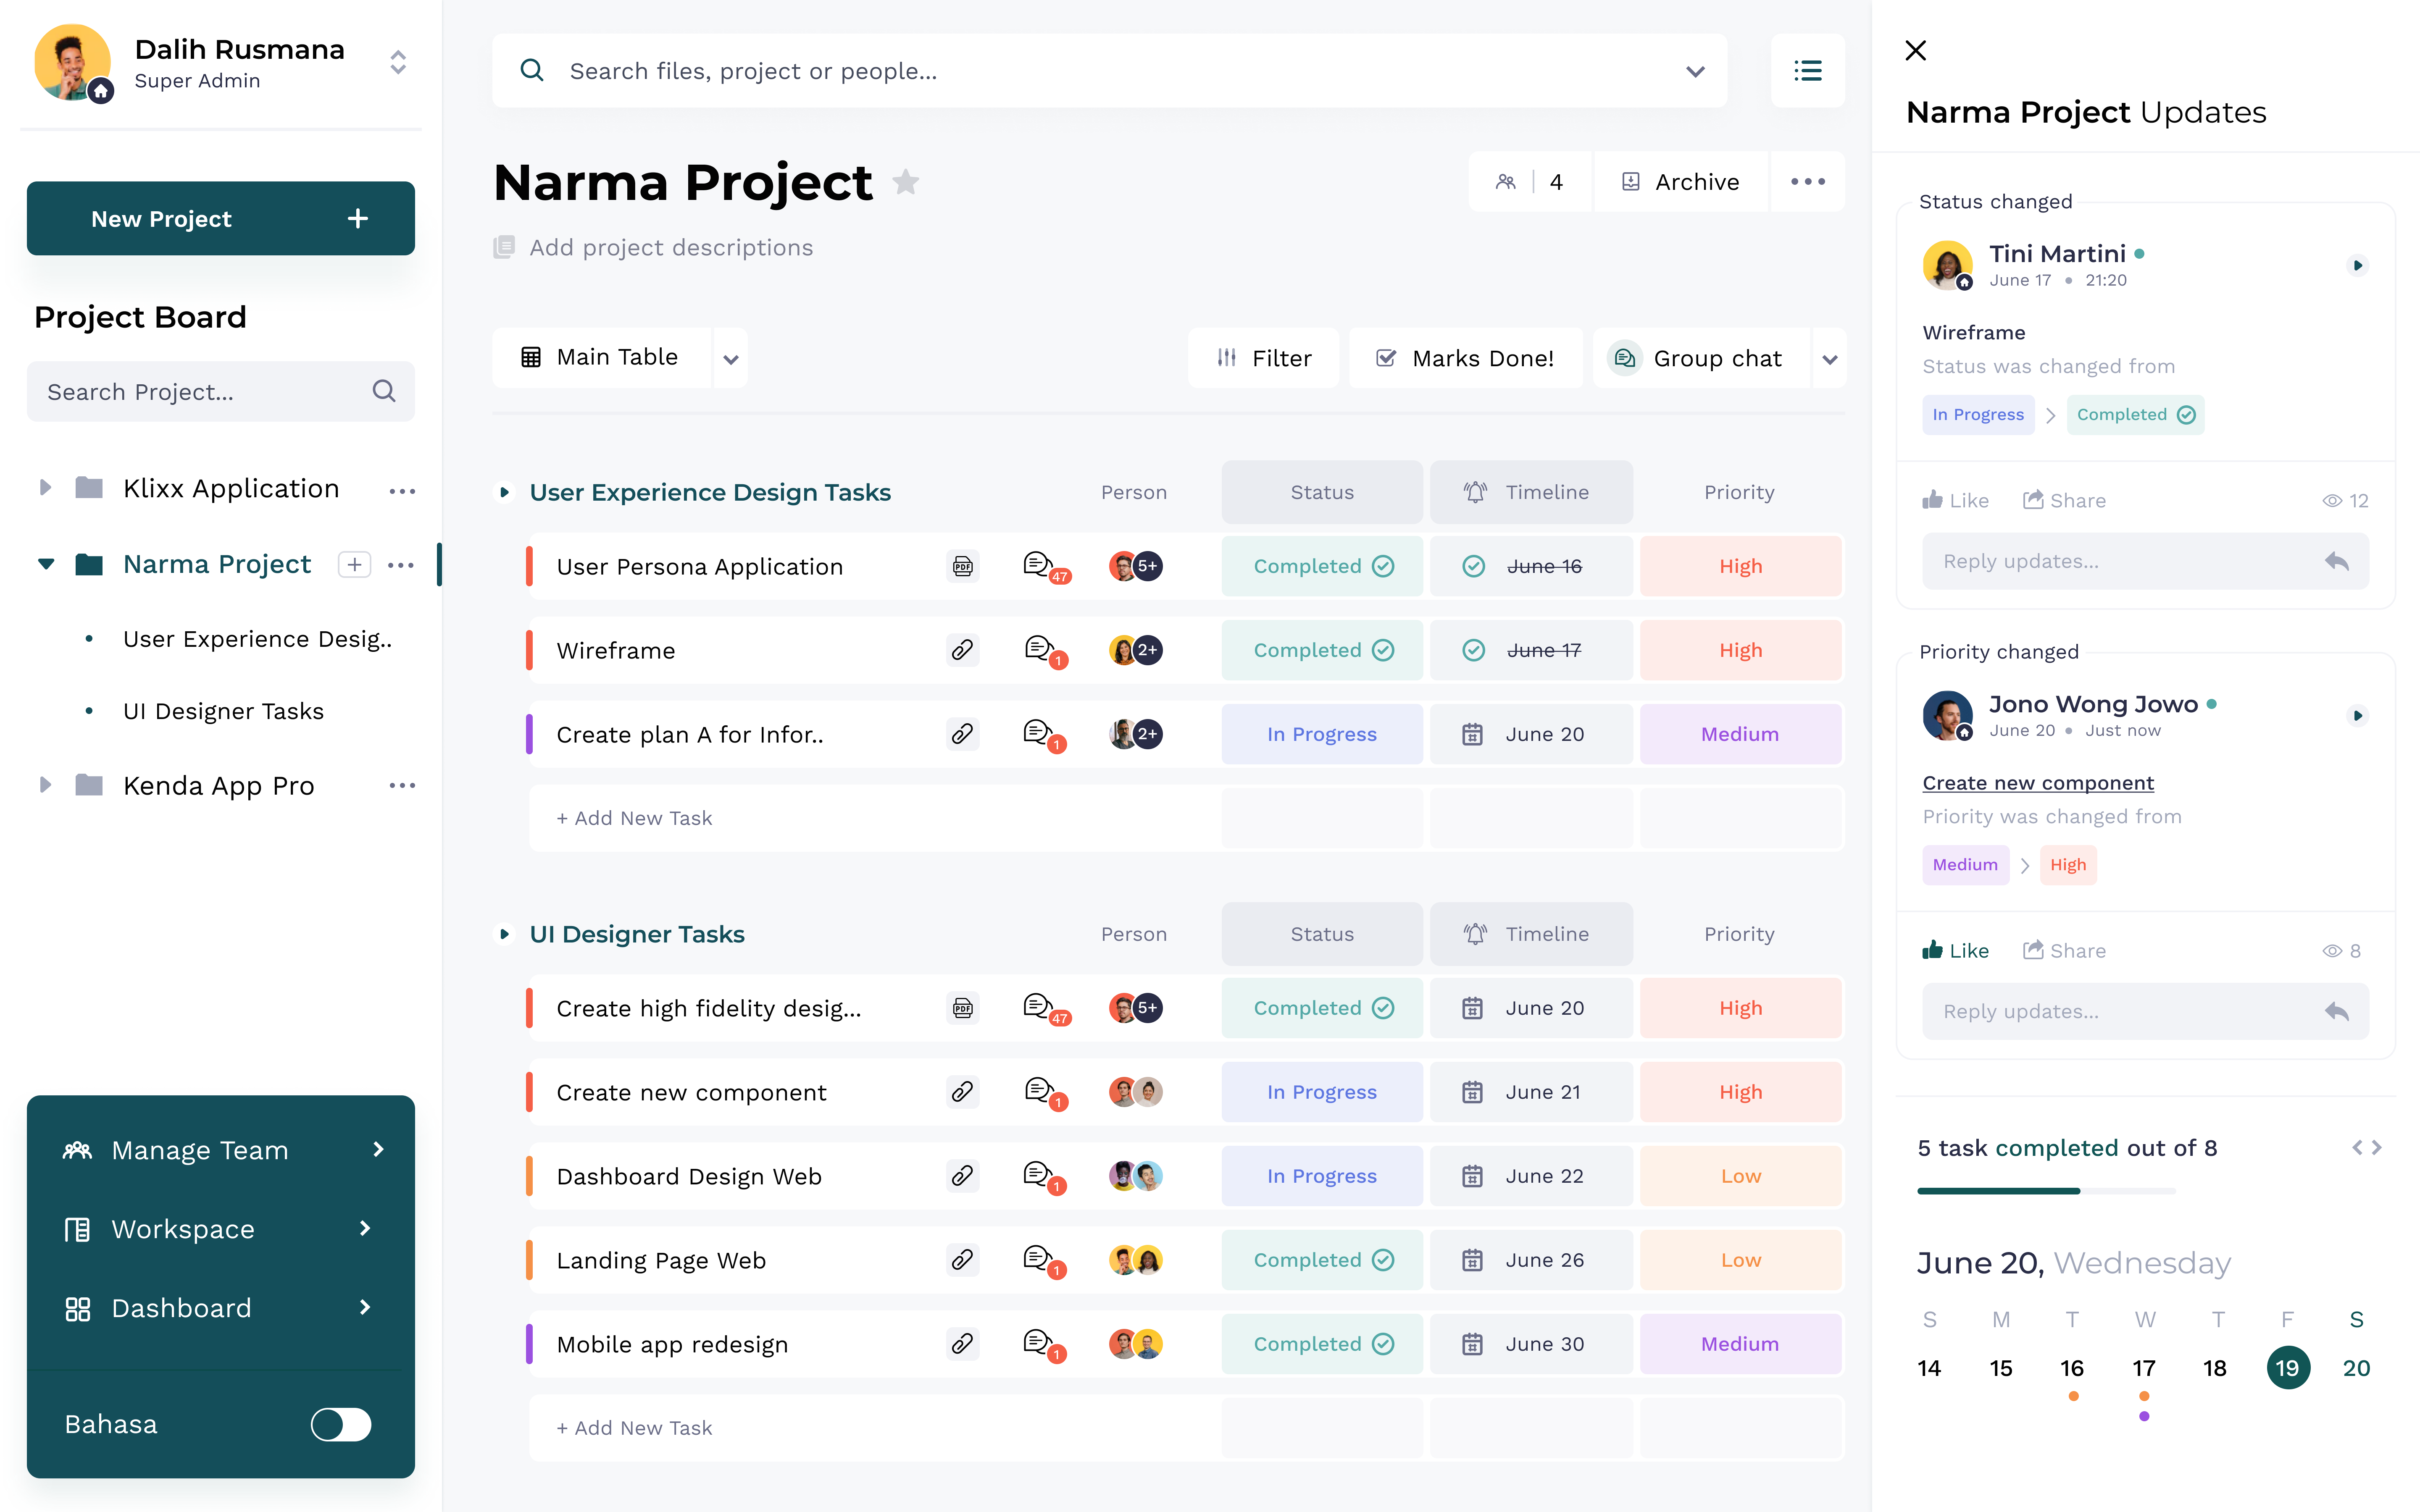 Dalih Rusmana
Super Admin
New Project +
Project Board
Search Project...
Klixx Application
Narma Project
User Experience Desig..
UI Designer Tasks
Kenda App Pro
Manage Team
Workspace
Dashboard
Bahasa
Search files, project or people...
Narma Project
4
Archive
Add project descriptions
Main Table
Filter
Marks Done!
Group chat
User Experience Design Tasks Person Status Timeline Priority
User Persona Application PDF 47 5+ Completed June 16 High
Wireframe 1 2+ Completed June 17 High
Create plan A for Infor.. 1 2+ In Progress June 20 Medium
+ Add New Task
UI Designer Tasks Person Status Timeline Priority
Create high fidelity desig... PDF 47 5+ Completed June 20 High
Create new component 1 In Progress June 21 High
Dashboard Design Web 1 In Progress June 22 Low
Landing Page Web 1 Completed June 26 Low
Mobile app redesign 1 Completed June 30 Medium
+ Add New Task
Narma Project Updates
Status changed
Tini Martini
June 17 • 21:20
Wireframe
Status was changed from
In Progress > Completed
Like Share 12
Reply updates...
Priority changed
Jono Wong Jowo
June 20 • Just now
Create new component
Priority was changed from
Medium > High
Like Share 8
Reply updates...
5 task completed out of 8
June 20, Wednesday
S M T W T F S
14 15 16 17 18 19 20